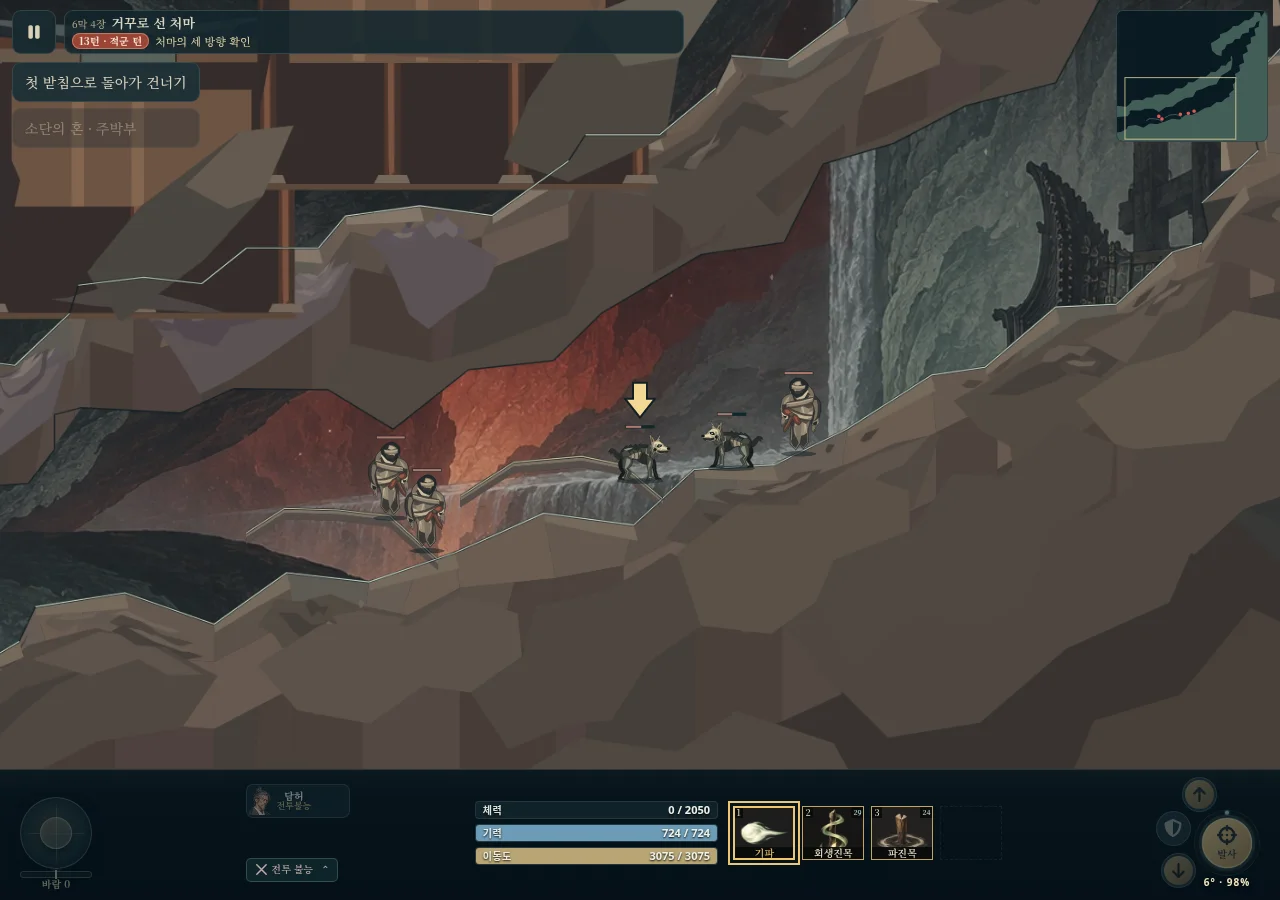 6막 4장 거꾸로 선 처마
13턴 · 적군 턴 처마의 세 방향 확인
첫 받침으로 돌아가 건너기
소단의 혼 · 주박부
담허
전투불능
전투 불능
바람 0
체력 0 / 2050
기력 724 / 724
이동도 3075 / 3075
1
기파
2 29
회생진목
3 24
파진목
발사
6° · 98%